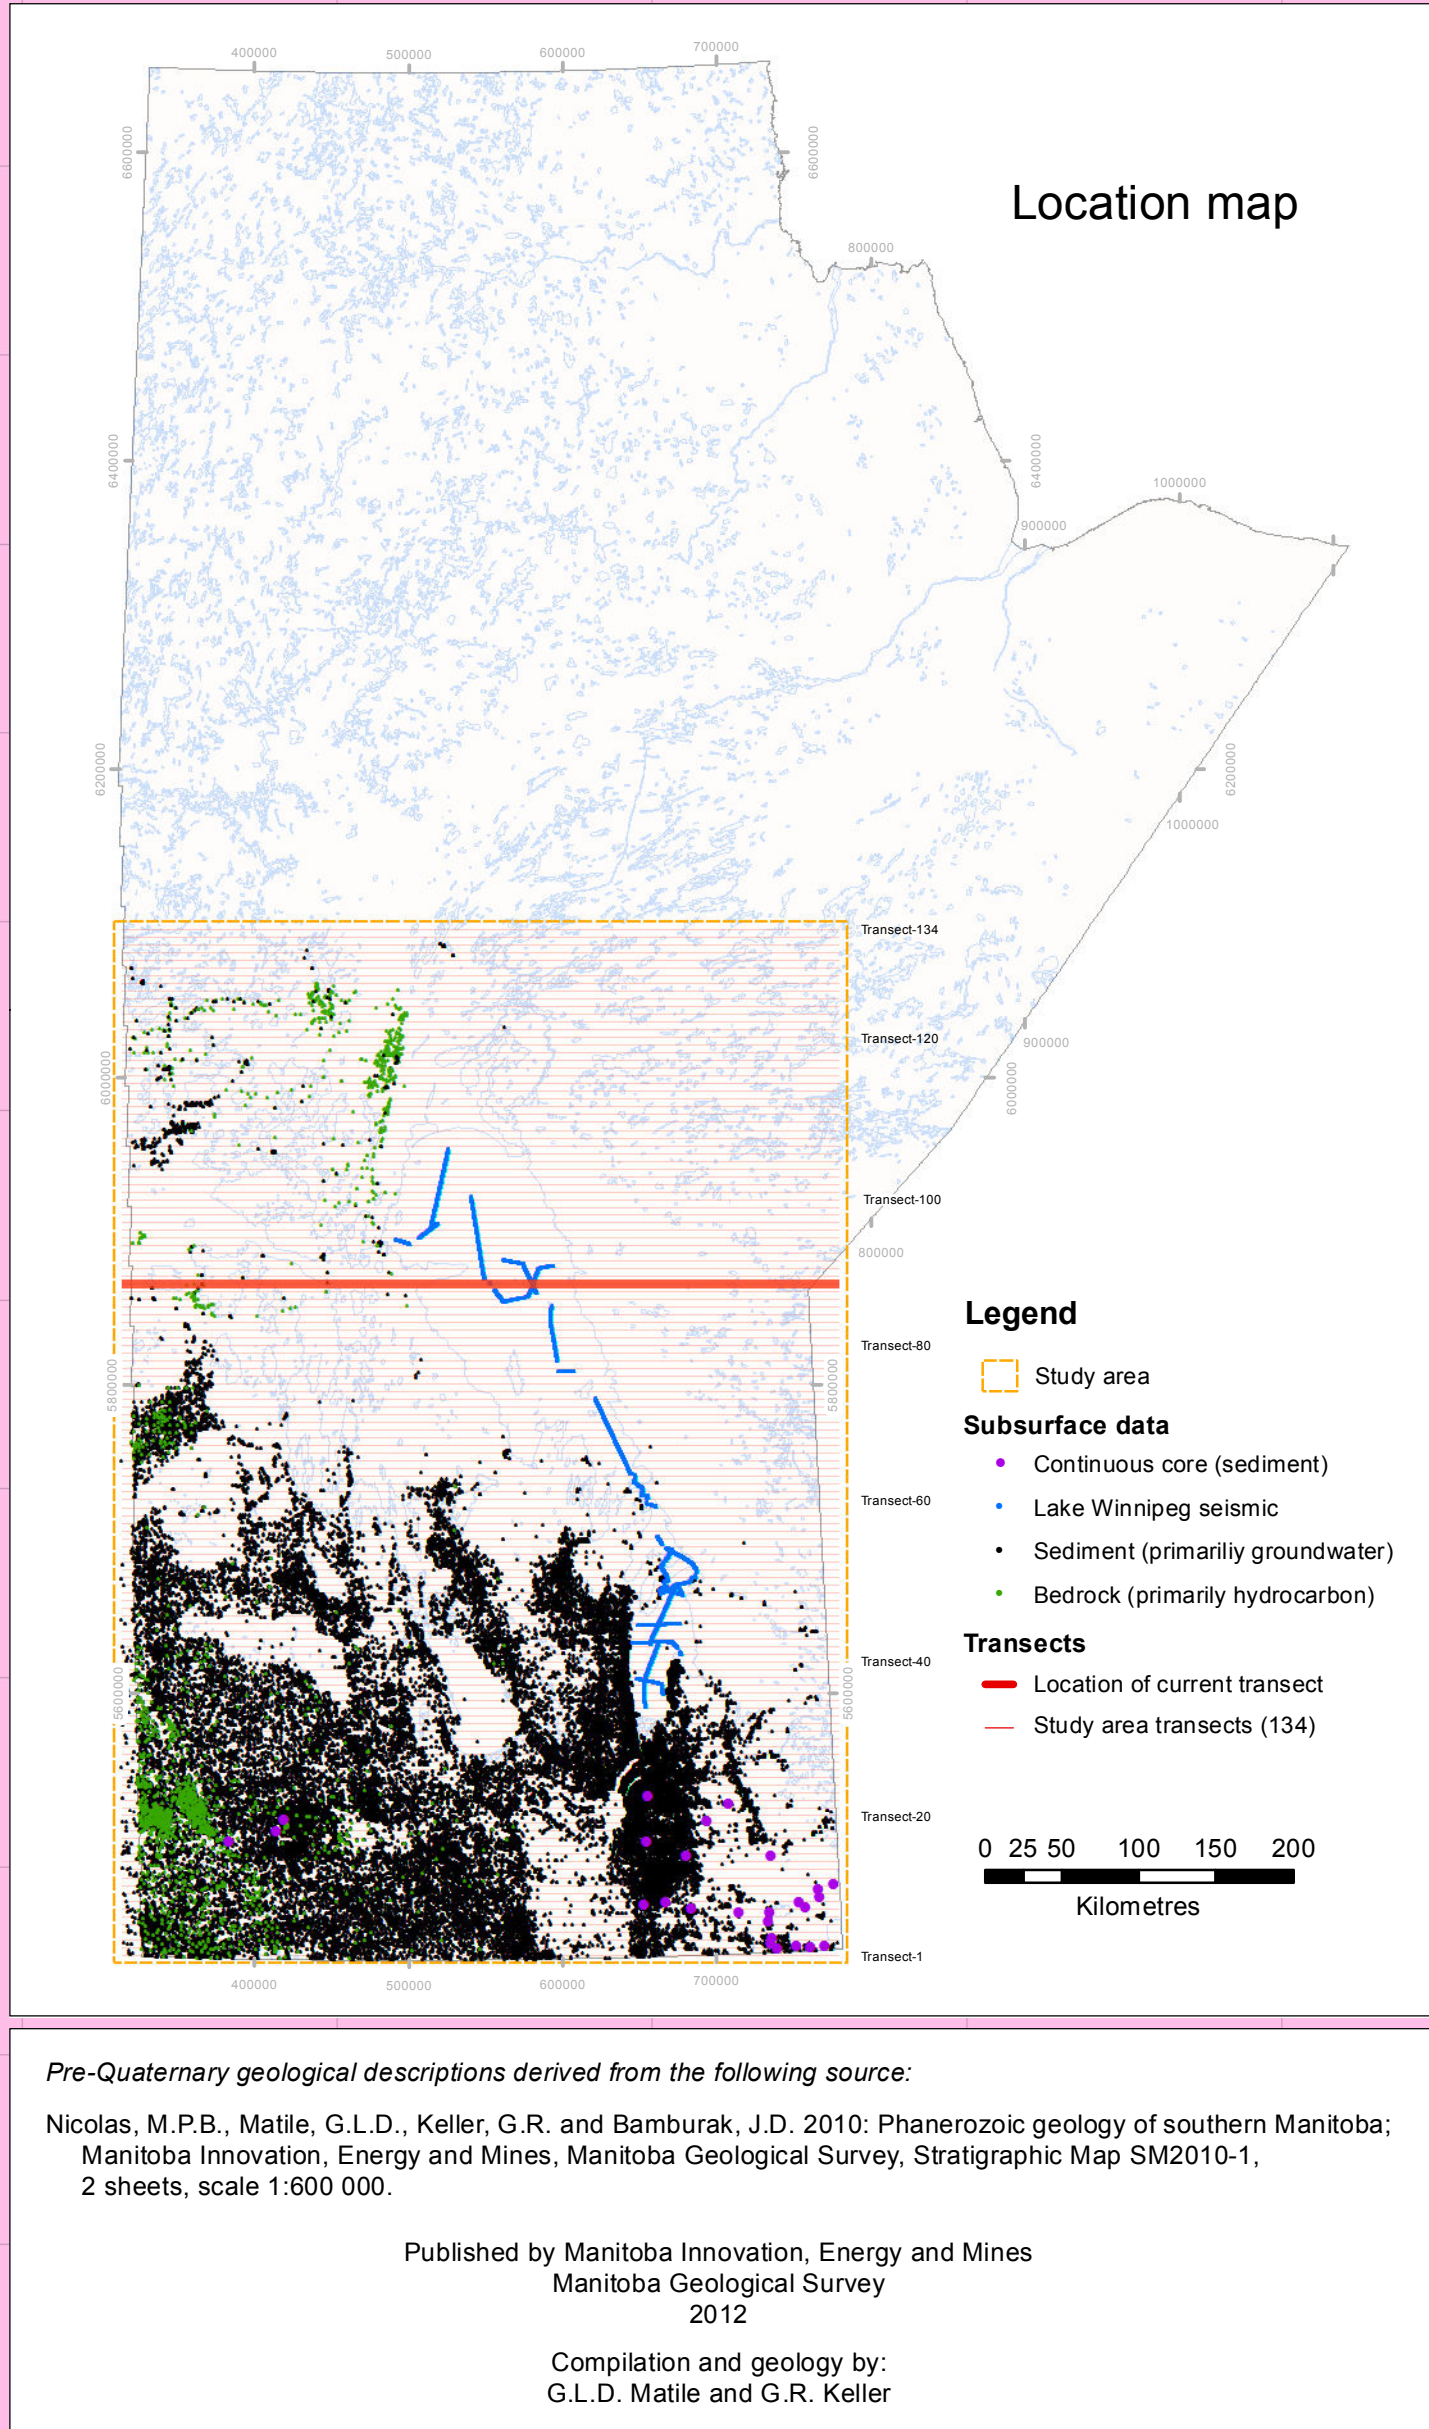 400000
500000
600000
700000
6600000
6600000
Location map
800000
6400000
6400000
1000000
900000
6200000
6200000
1000000
Transect-134
Transect-120
900000
6000000
6000000
Transect-100
800000
Legend
Transect-80
Study area
5800000
5800000
Subsurface data
Continuous core (sediment)
Transect-60
Lake Winnipeg seismic
Sediment (primariliy groundwater)
Bedrock (primarily hydrocarbon)
Transects
Transect-40
Location of current transect
5600000
5600000
Study area transects (134)
Transect-20
0 25 50 100 150 200
Kilometres
Transect-1
400000
500000
600000
700000
Pre-Quaternary geological descriptions derived from the following source:
Nicolas, M.P.B., Matile, G.L.D., Keller, G.R. and Bamburak, J.D. 2010: Phanerozoic geology of southern Manitoba;
Manitoba Innovation, Energy and Mines, Manitoba Geological Survey, Stratigraphic Map SM2010-1,
2 sheets, scale 1:600 000.
Published by Manitoba Innovation, Energy and Mines
Manitoba Geological Survey
2012
Compilation and geology by:
G.L.D. Matile and G.R. Keller